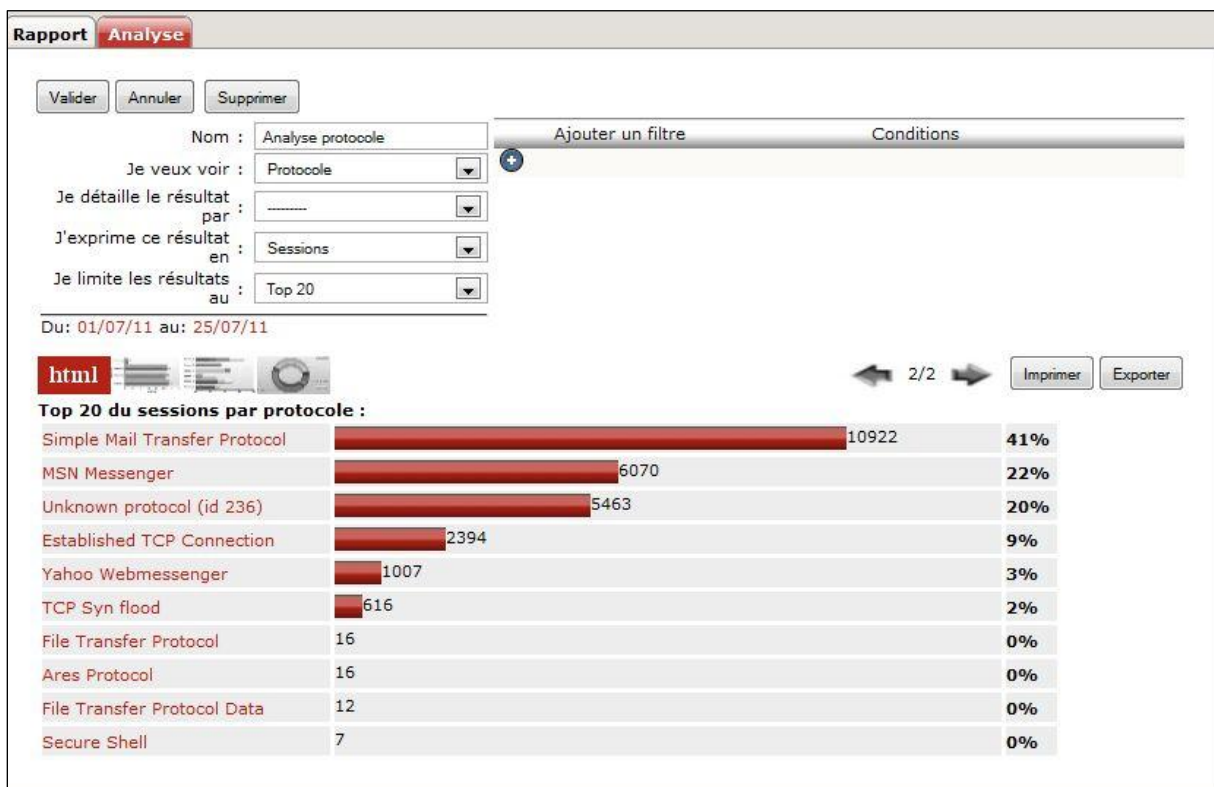 Rapport Analyse
Valider Annuler Supprimer
Nom : Analyse protocole
Je veux voir : Protocole
Je détaille le résultat par : ---------
J'exprime ce résultat en : Sessions
Je limite les résultats au : Top 20
Ajouter un filtre Conditions
Du: 01/07/11 au: 25/07/11
html 2/2 Imprimer Exporter
Top 20 du sessions par protocole :
Simple Mail Transfer Protocol 10922 41%
MSN Messenger 6070 22%
Unknown protocol (id 236) 5463 20%
Established TCP Connection 2394 9%
Yahoo Webmessenger 1007 3%
TCP Syn flood 616 2%
File Transfer Protocol 16 0%
Ares Protocol 16 0%
File Transfer Protocol Data 12 0%
Secure Shell 7 0%